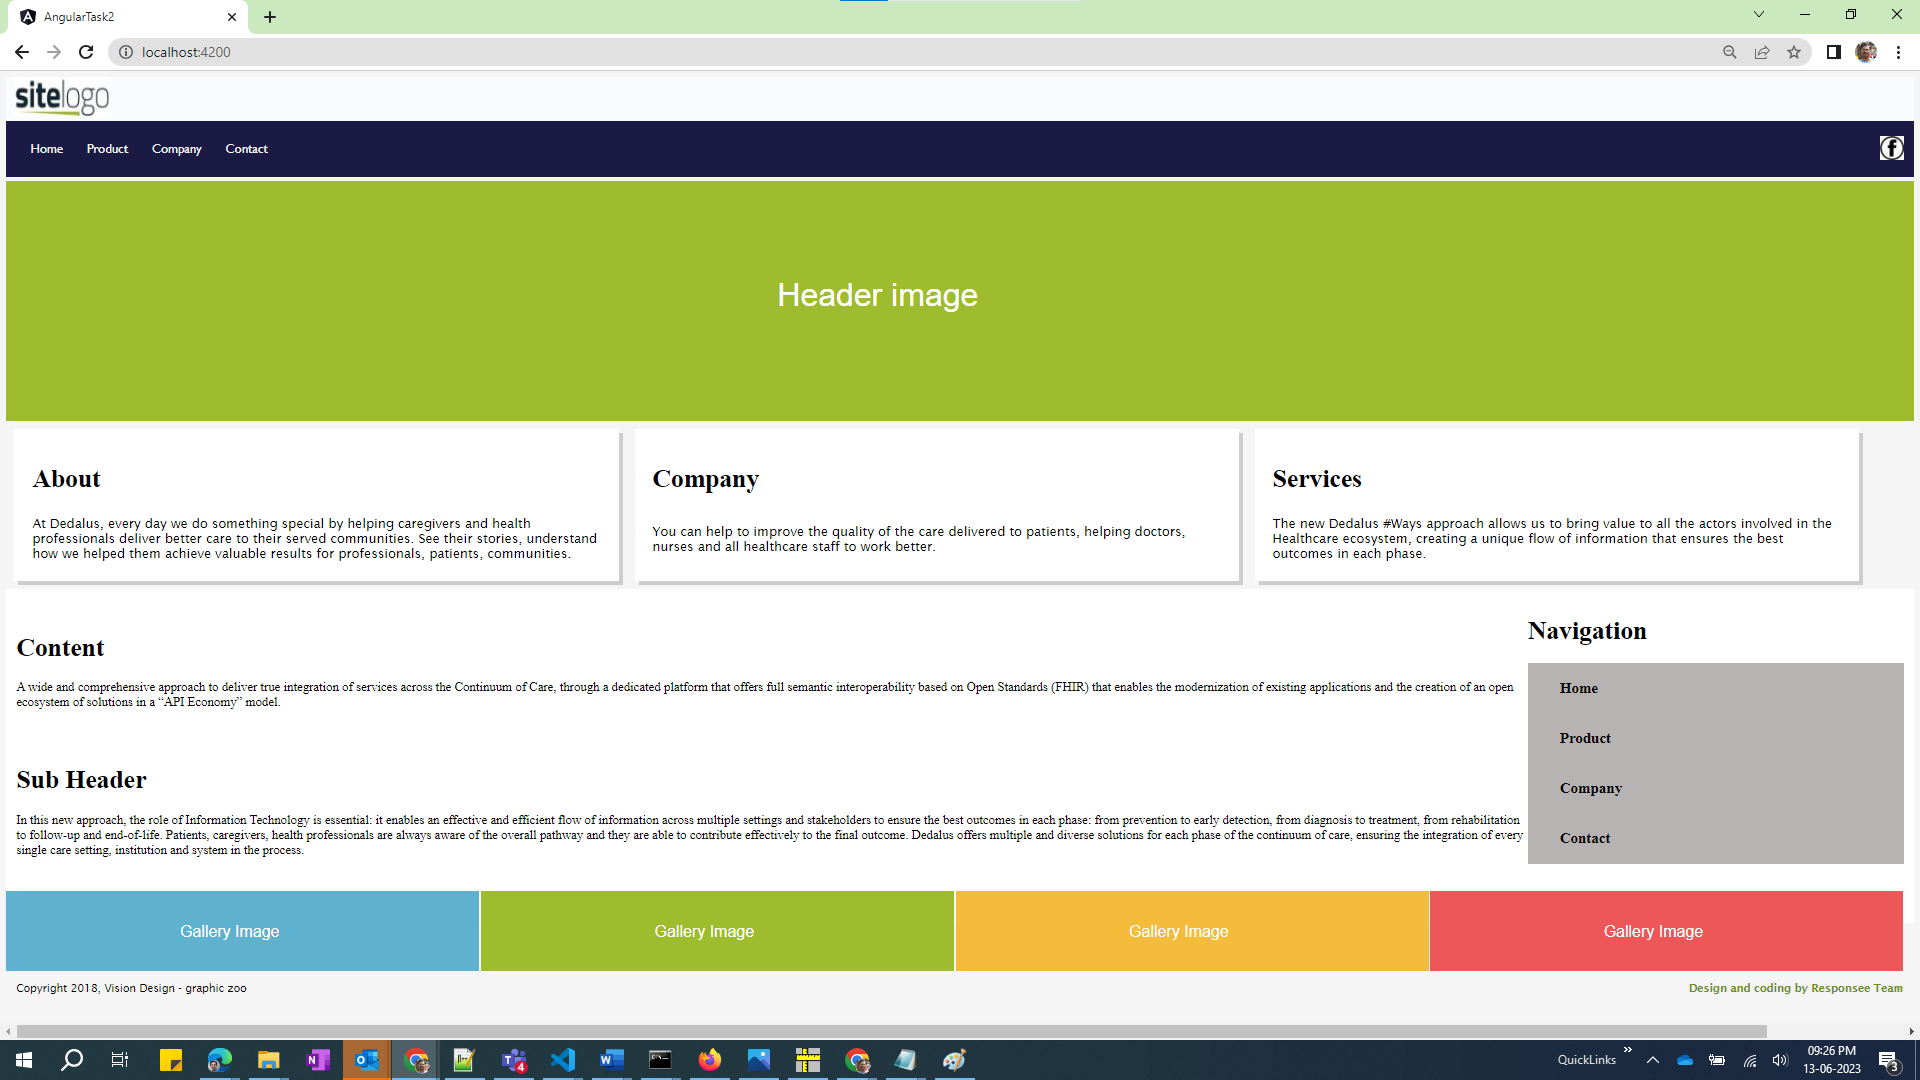 AngularTask2
localhost:4200
sitelogo
Home Product Company Contact
Header image
About
At Dedalus, every day we do something special by helping caregivers and health
professionals deliver better care to their served communities. See their stories, understand
how we helped them achieve valuable results for professionals, patients, communities.
Company
You can help to improve the quality of the care delivered to patients, helping doctors,
nurses and all healthcare staff to work better.
Services
The new Dedalus #Ways approach allows us to bring value to all the actors involved in the
Healthcare ecosystem, creating a unique flow of information that ensures the best
outcomes in each phase.
Content
A wide and comprehensive approach to deliver true integration of services across the Continuum of Care, through a dedicated platform that offers full semantic interoperability based on Open Standards (FHIR) that enables the modernization of existing applications and the creation of an open
ecosystem of solutions in a “API Economy” model.
Sub Header
In this new approach, the role of Information Technology is essential: it enables an effective and efficient flow of information across multiple settings and stakeholders to ensure the best outcomes in each phase: from prevention to early detection, from diagnosis to treatment, from rehabilitation
to follow-up and end-of-life. Patients, caregivers, health professionals are always aware of the overall pathway and they are able to contribute effectively to the final outcome. Dedalus offers multiple and diverse solutions for each phase of the continuum of care, ensuring the integration of every
single care setting, institution and system in the process.
Navigation
Home
Product
Company
Contact
Gallery Image Gallery Image Gallery Image Gallery Image
Copyright 2018, Vision Design - graphic zoo
Design and coding by Responsee Team
QuickLinks
09:26 PM
13-06-2023
4
3